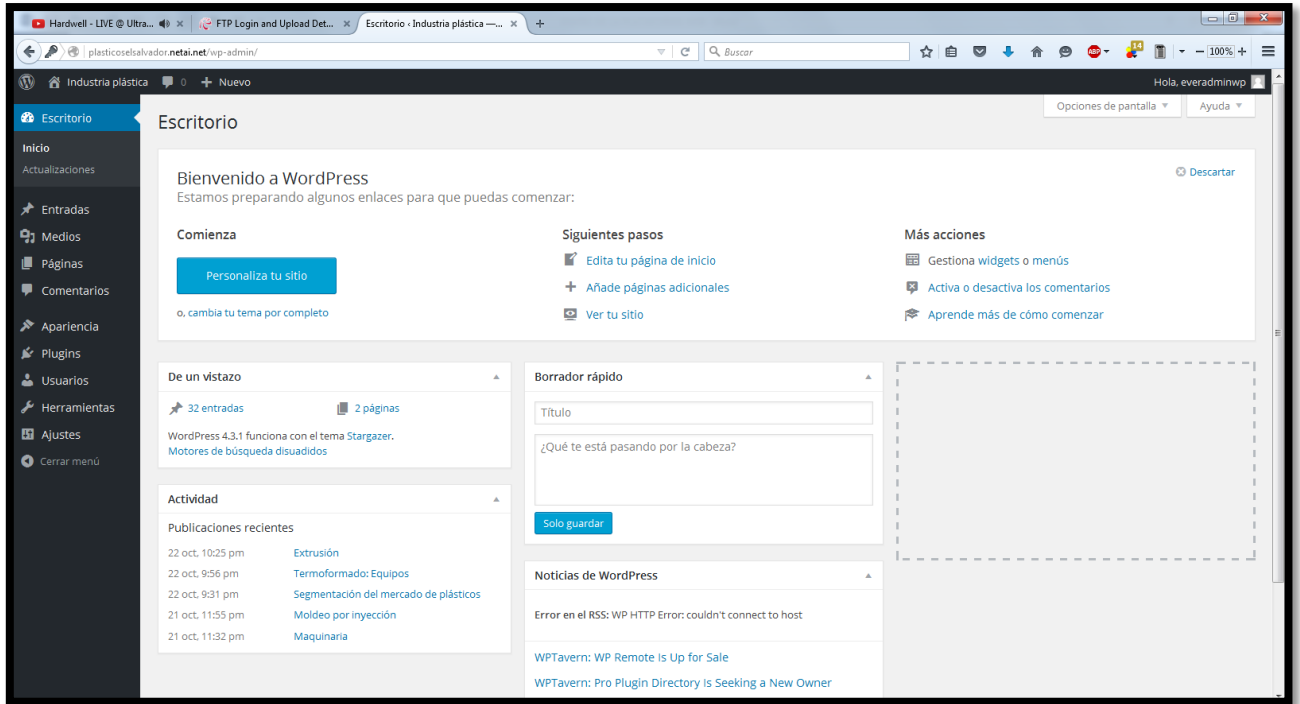 Hardwell - LIVE @ Ultra...
FTP Login and Upload Det...
Escritorio ‹ Industria plástica —...
plasticoselsalvador.netai.net/wp-admin/
Buscar
ABP
14
100%
Industria plástica
0
Nuevo
Hola, everadminwp
Escritorio
Inicio
Actualizaciones
Entradas
Medios
Páginas
Comentarios
Apariencia
Plugins
Usuarios
Herramientas
Ajustes
Cerrar menú
Opciones de pantalla
Ayuda
Escritorio
Bienvenido a WordPress
Descartar
Estamos preparando algunos enlaces para que puedas comenzar:
Comienza
Personaliza tu sitio
o, cambia tu tema por completo
Siguientes pasos
Edita tu página de inicio
Añade páginas adicionales
Ver tu sitio
Más acciones
Gestiona widgets o menús
Activa o desactiva los comentarios
Aprende más de cómo comenzar
De un vistazo
32 entradas
2 páginas
WordPress 4.3.1 funciona con el tema Stargazer.
Motores de búsqueda disuadidos
Actividad
Publicaciones recientes
22 oct, 10:25 pm Extrusión
22 oct, 9:56 pm Termoformado: Equipos
22 oct, 9:31 pm Segmentación del mercado de plásticos
21 oct, 11:55 pm Moldeo por inyección
21 oct, 11:32 pm Maquinaria
Borrador rápido
Título
¿Qué te está pasando por la cabeza?
Solo guardar
Noticias de WordPress
Error en el RSS: WP HTTP Error: couldn't connect to host
WPTavern: WP Remote Is Up for Sale
WPTavern: Pro Plugin Directory Is Seeking a New Owner